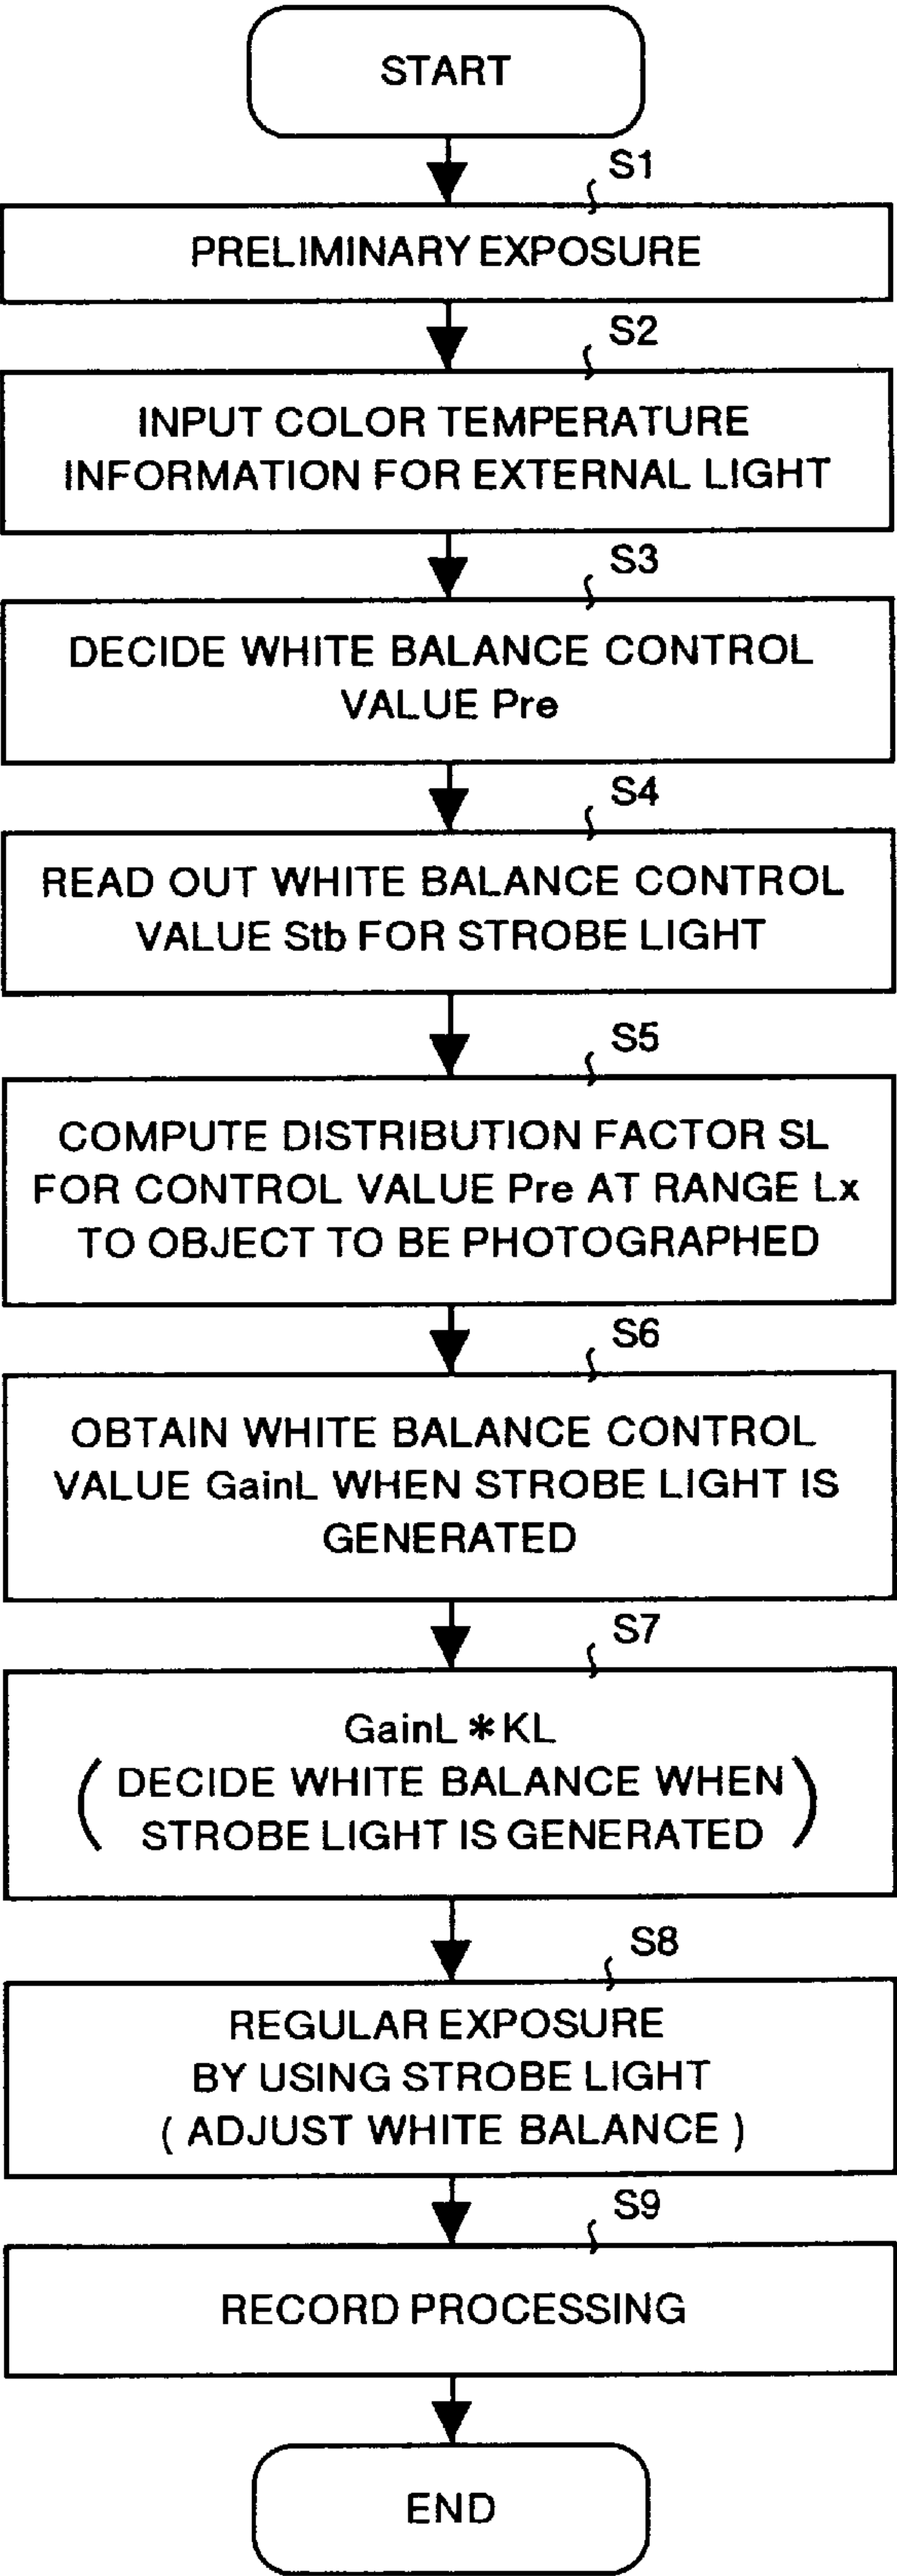 START
S1
PRELIMINARY EXPOSURE
S2
INPUT COLOR TEMPERATURE
INFORMATION FOR EXTERNAL LIGHT
S3
DECIDE WHITE BALANCE CONTROL
VALUE Pre
S4
READ OUT WHITE BALANCE CONTROL
VALUE Stb FOR STROBE LIGHT
S5
COMPUTE DISTRIBUTION FACTOR SL
FOR CONTROL VALUE Pre AT RANGE Lx
TO OBJECT TO BE PHOTOGRAPHED
S6
OBTAIN WHITE BALANCE CONTROL
VALUE GainL WHEN STROBE LIGHT IS
GENERATED
S7
GainL * KL
( DECIDE WHITE BALANCE WHEN
STROBE LIGHT IS GENERATED )
S8
REGULAR EXPOSURE
BY USING STROBE LIGHT
( ADJUST WHITE BALANCE )
S9
RECORD PROCESSING
END